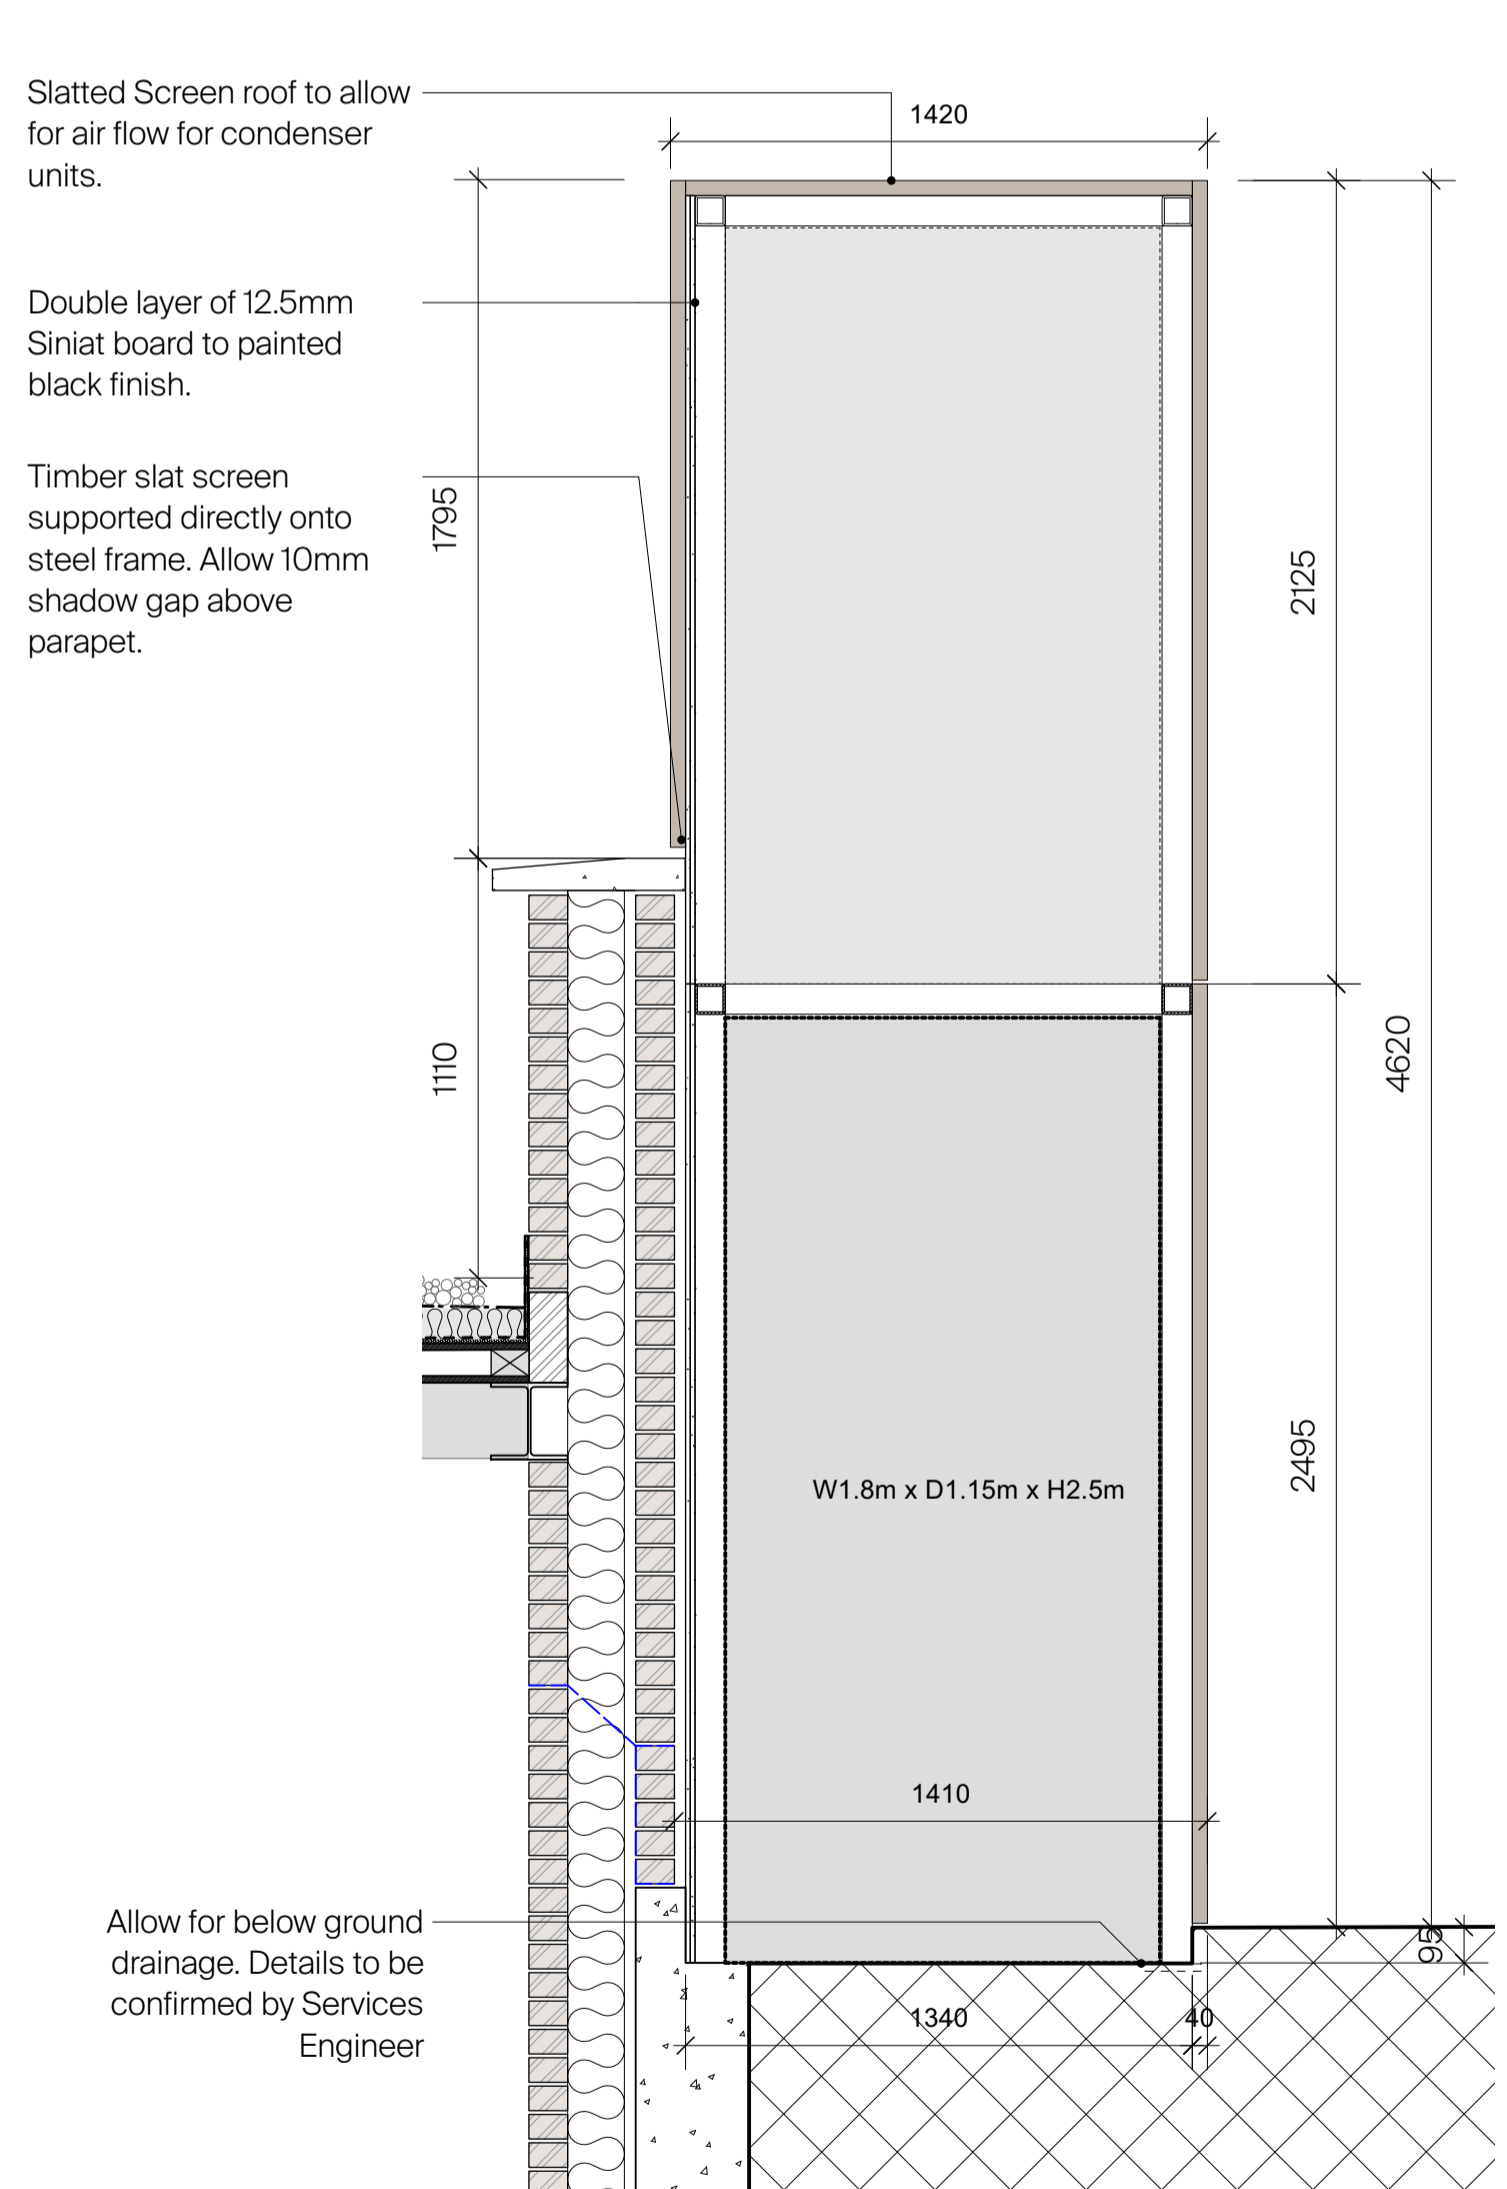 Slatted Screen roof to allow
for air flow for condenser
units.
1420
Double layer of 12.5mm
Siniat board to painted
black finish.
Timber slat screen
supported directly onto
steel frame. Allow 10mm
shadow gap above
parapet.
1795
2125
1110
4620
2495
W1.8m x D1.15m x H2.5m
1410
Allow for below ground
drainage. Details to be
confirmed by Services
Engineer
95
1340
40